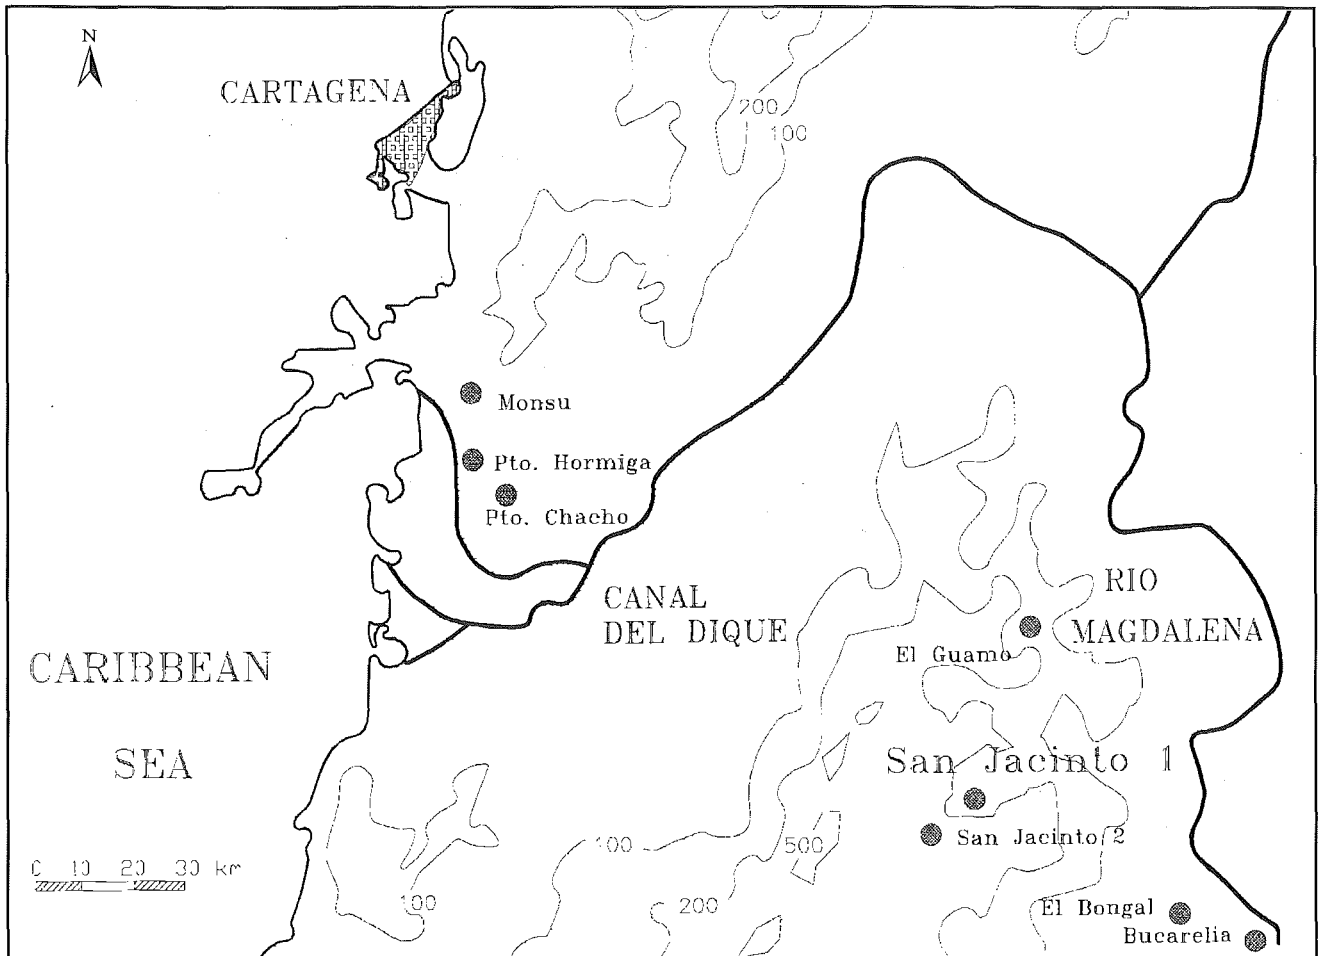 N
CARTAGENA
200
100
Monsu
Pto. Hormiga
Pto. Chacho
CANAL
DEL DIQUE
RIO
MAGDALENA
El Guamo
CARIBBEAN
SEA
San Jacinto 1
San Jacinto 2
100
500
0 10 20 30 km
100
200
El Bongal
Bucarelia